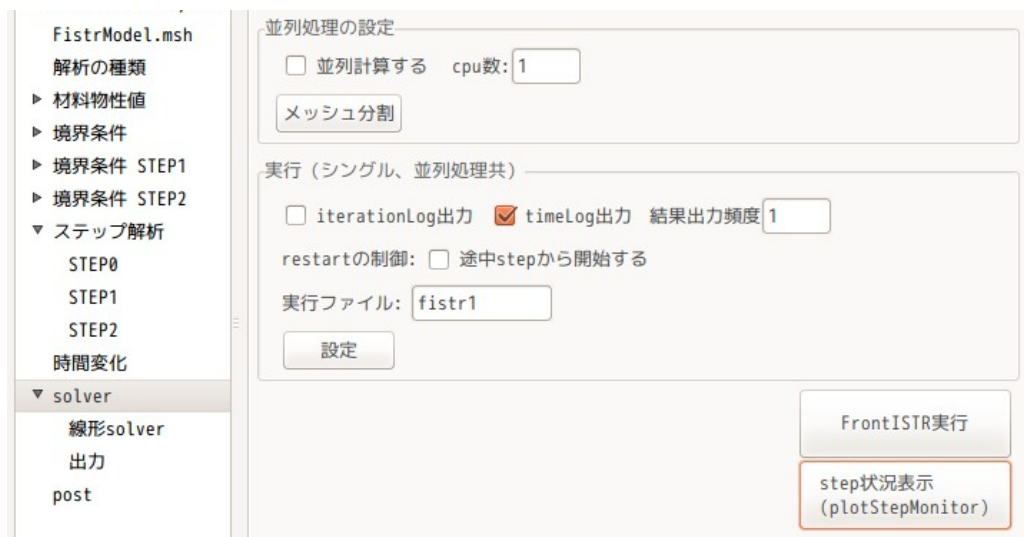 FistrModel.msh
解析の種類
材料物性値
境界条件
境界条件 STEP1
境界条件 STEP2
ステップ解析
STEP0
STEP1
STEP2
時間変化
solver
線形solver
出力
post
並列処理の設定
並列計算する cpu数: 1
メッシュ分割
実行（シングル、並列処理共）
iterationLog出力 timeLog出力 結果出力頻度 1
restartの制御: 途中stepから開始する
実行ファイル: fistr1
設定
FrontISTR実行
step状況表示
(plotStepMonitor)